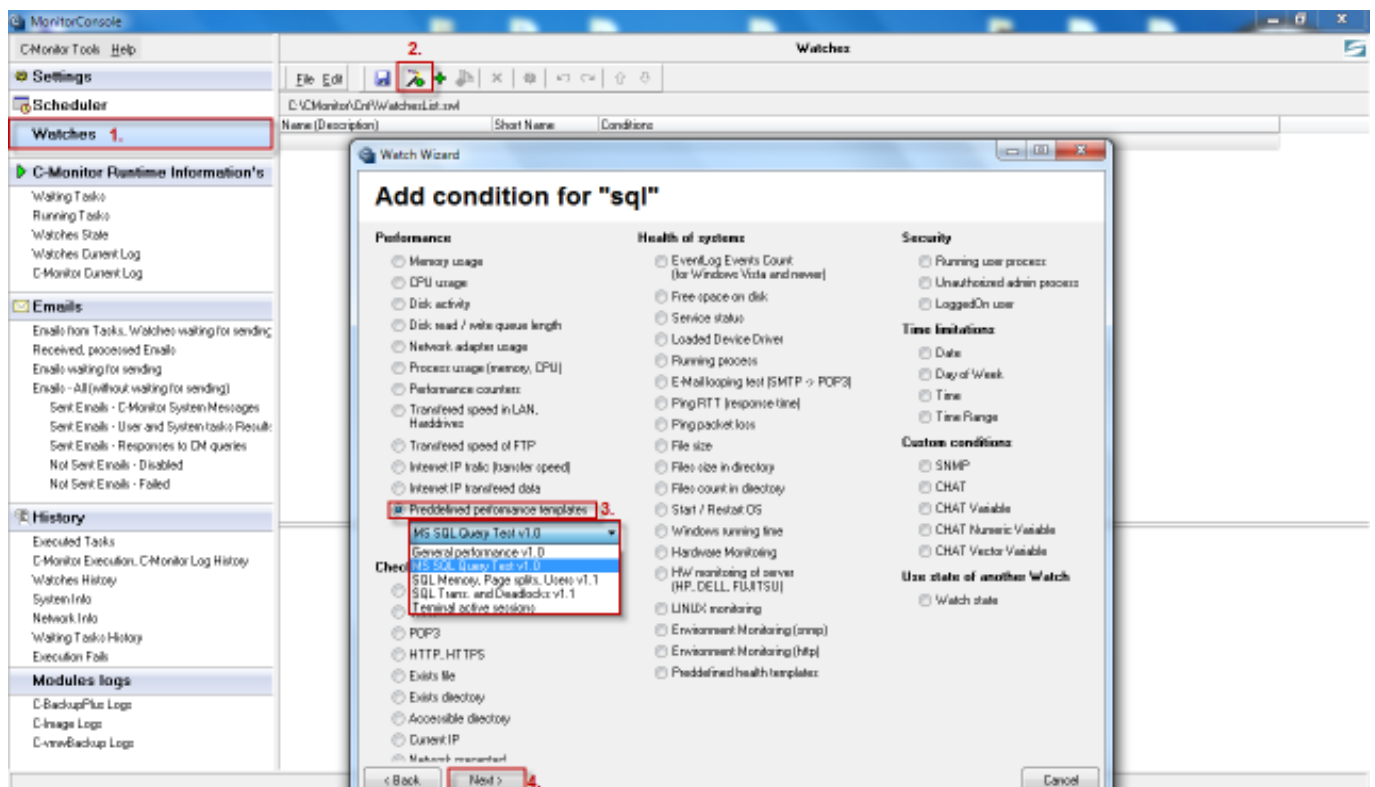 MonitorConsole
C-Monitor Tools Help
2.
Watches
Settings
File Edit
Scheduler
C:\CMonitor\Cnf\WatchesList.xwl
Name (Description) Short Name Conditions
Watches 1.
Watch Wizard
C-Monitor Runtime Information's
Waiting Tasks
Running Tasks
Watches State
Watches Current Log
C-Monitor Current Log
Emails
Emails from Tasks, Watches waiting for sending
Received, processed Emails
Emails waiting for sending
Emails - All (without waiting for sending)
Sent Emails - C-Monitor System Messages
Sent Emails - User and System tasks Results
Sent Emails - Responses to CM queries
Not Sent Emails - Disabled
Not Sent Emails - Failed
History
Executed Tasks
C-Monitor Execution, C-Monitor Log History
Watches History
System Info
Network Info
Waiting Tasks History
Execution Fails
Modules logs
C-BackupPlus Logs
C-Image Logs
C-vmwBackup Logs
Add condition for "sql"
Performance
Memory usage
CPU usage
Disk activity
Disk read / write queue length
Network adapter usage
Process usage (memory, CPU)
Performance counters
Transfered speed in LAN,
Harddrives
Transfered speed of FTP
Internet IP trafic (transfer speed)
Internet IP transfered data
Preddefined performance templates 3.
MS SQL Query Test v1.0
General performance v1.0
MS SQL Query Test v1.0
SQL Memory, Page splits, Users v1.1
SQL Trans. and Deadlocks v1.1
Terminal active sessions
POP3
HTTP, HTTPS
Exists file
Exists directory
Accessible directory
Current IP
Health of systems
EventLog Events Count
(for Windows Vista and newer)
Free space on disk
Service status
Loaded Device Driver
Running process
E-Mail looping test (SMTP -> POP3)
Ping RTT (response time)
Ping packet loss
File size
Files size in directory
Files count in directory
Start / Restart OS
Windows running time
Hardware Monitoring
HW monitoring of server
(HP, DELL, FUJITSU)
LINUX monitoring
Environment Monitoring (snmp)
Environment Monitoring (http)
Preddefined health templates
Security
Running user process
Unauthorized admin process
LoggedOn user
Time limitations
Date
Day of Week
Time
Time Range
Custom conditions
SNMP
CHAT
CHAT Variable
CHAT Numeric Variable
CHAT Vector Variable
Use state of another Watch
Watch state
< Back Next > 4. Cancel